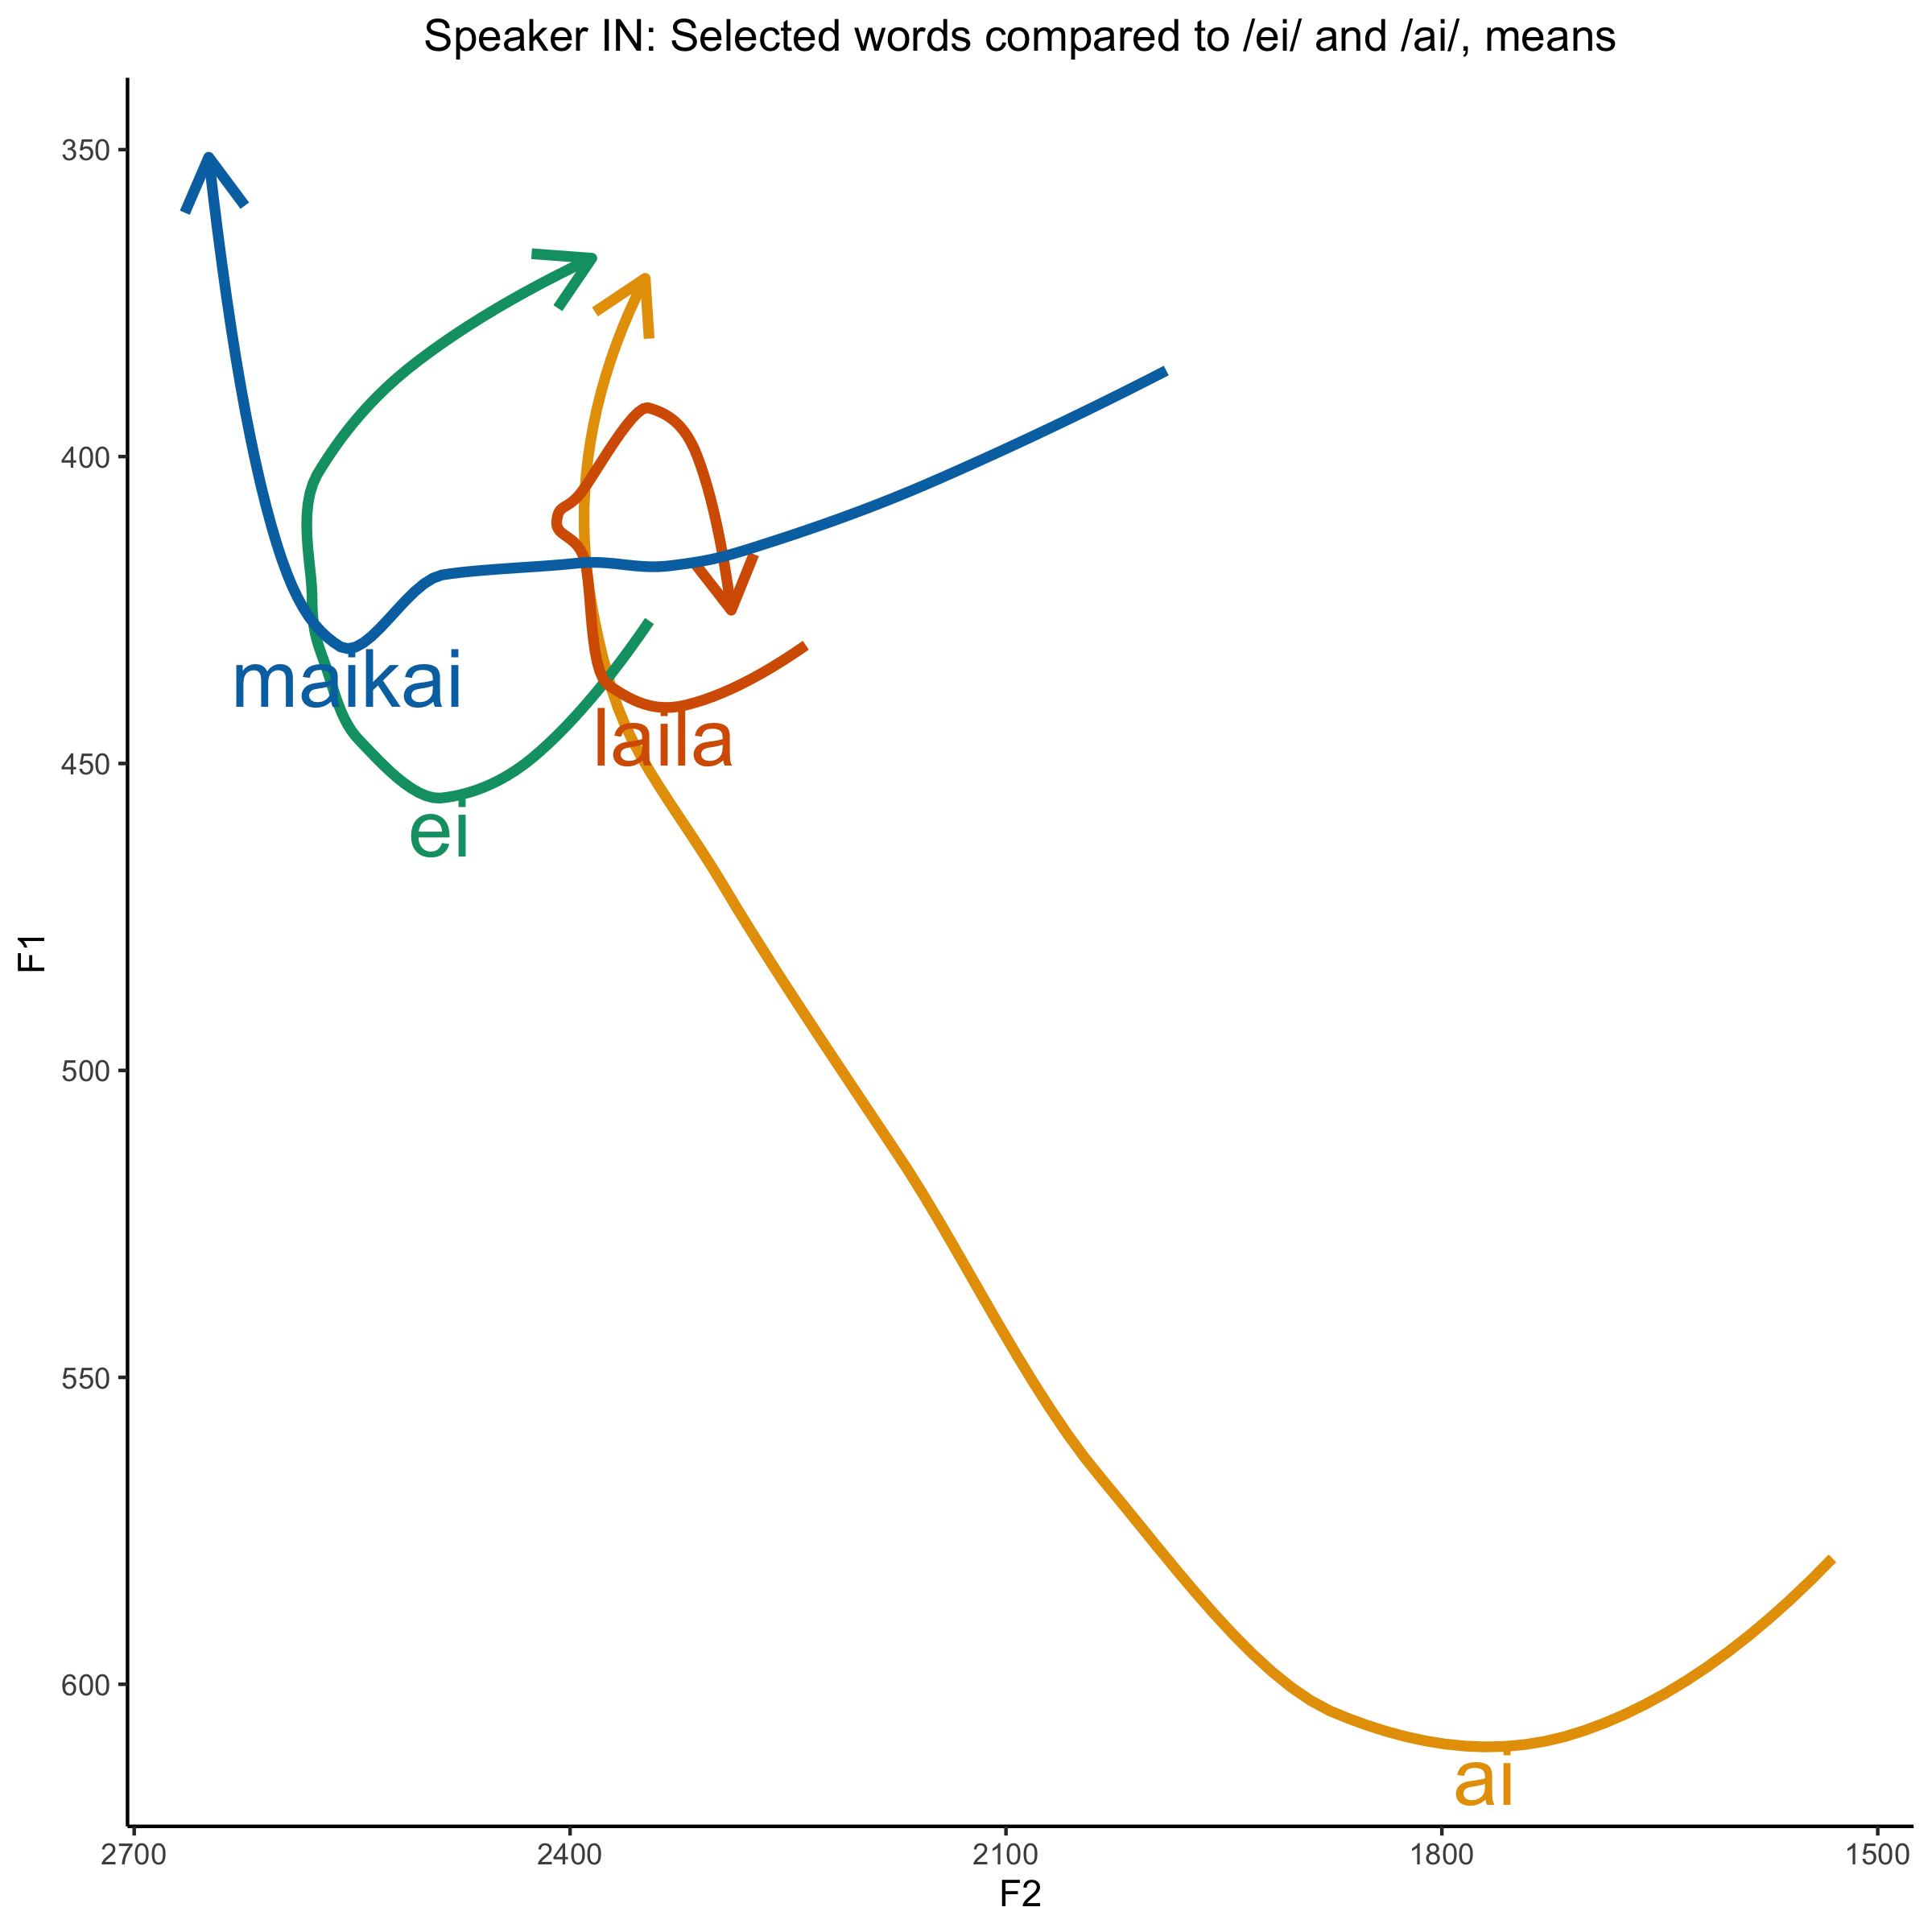 Speaker IN: Selected words compared to /ei/ and /ai/, means
350
400
maikai
laila
450
ei
F1
500
550
600
ai
2700 2400 2100 1800 1500
F2